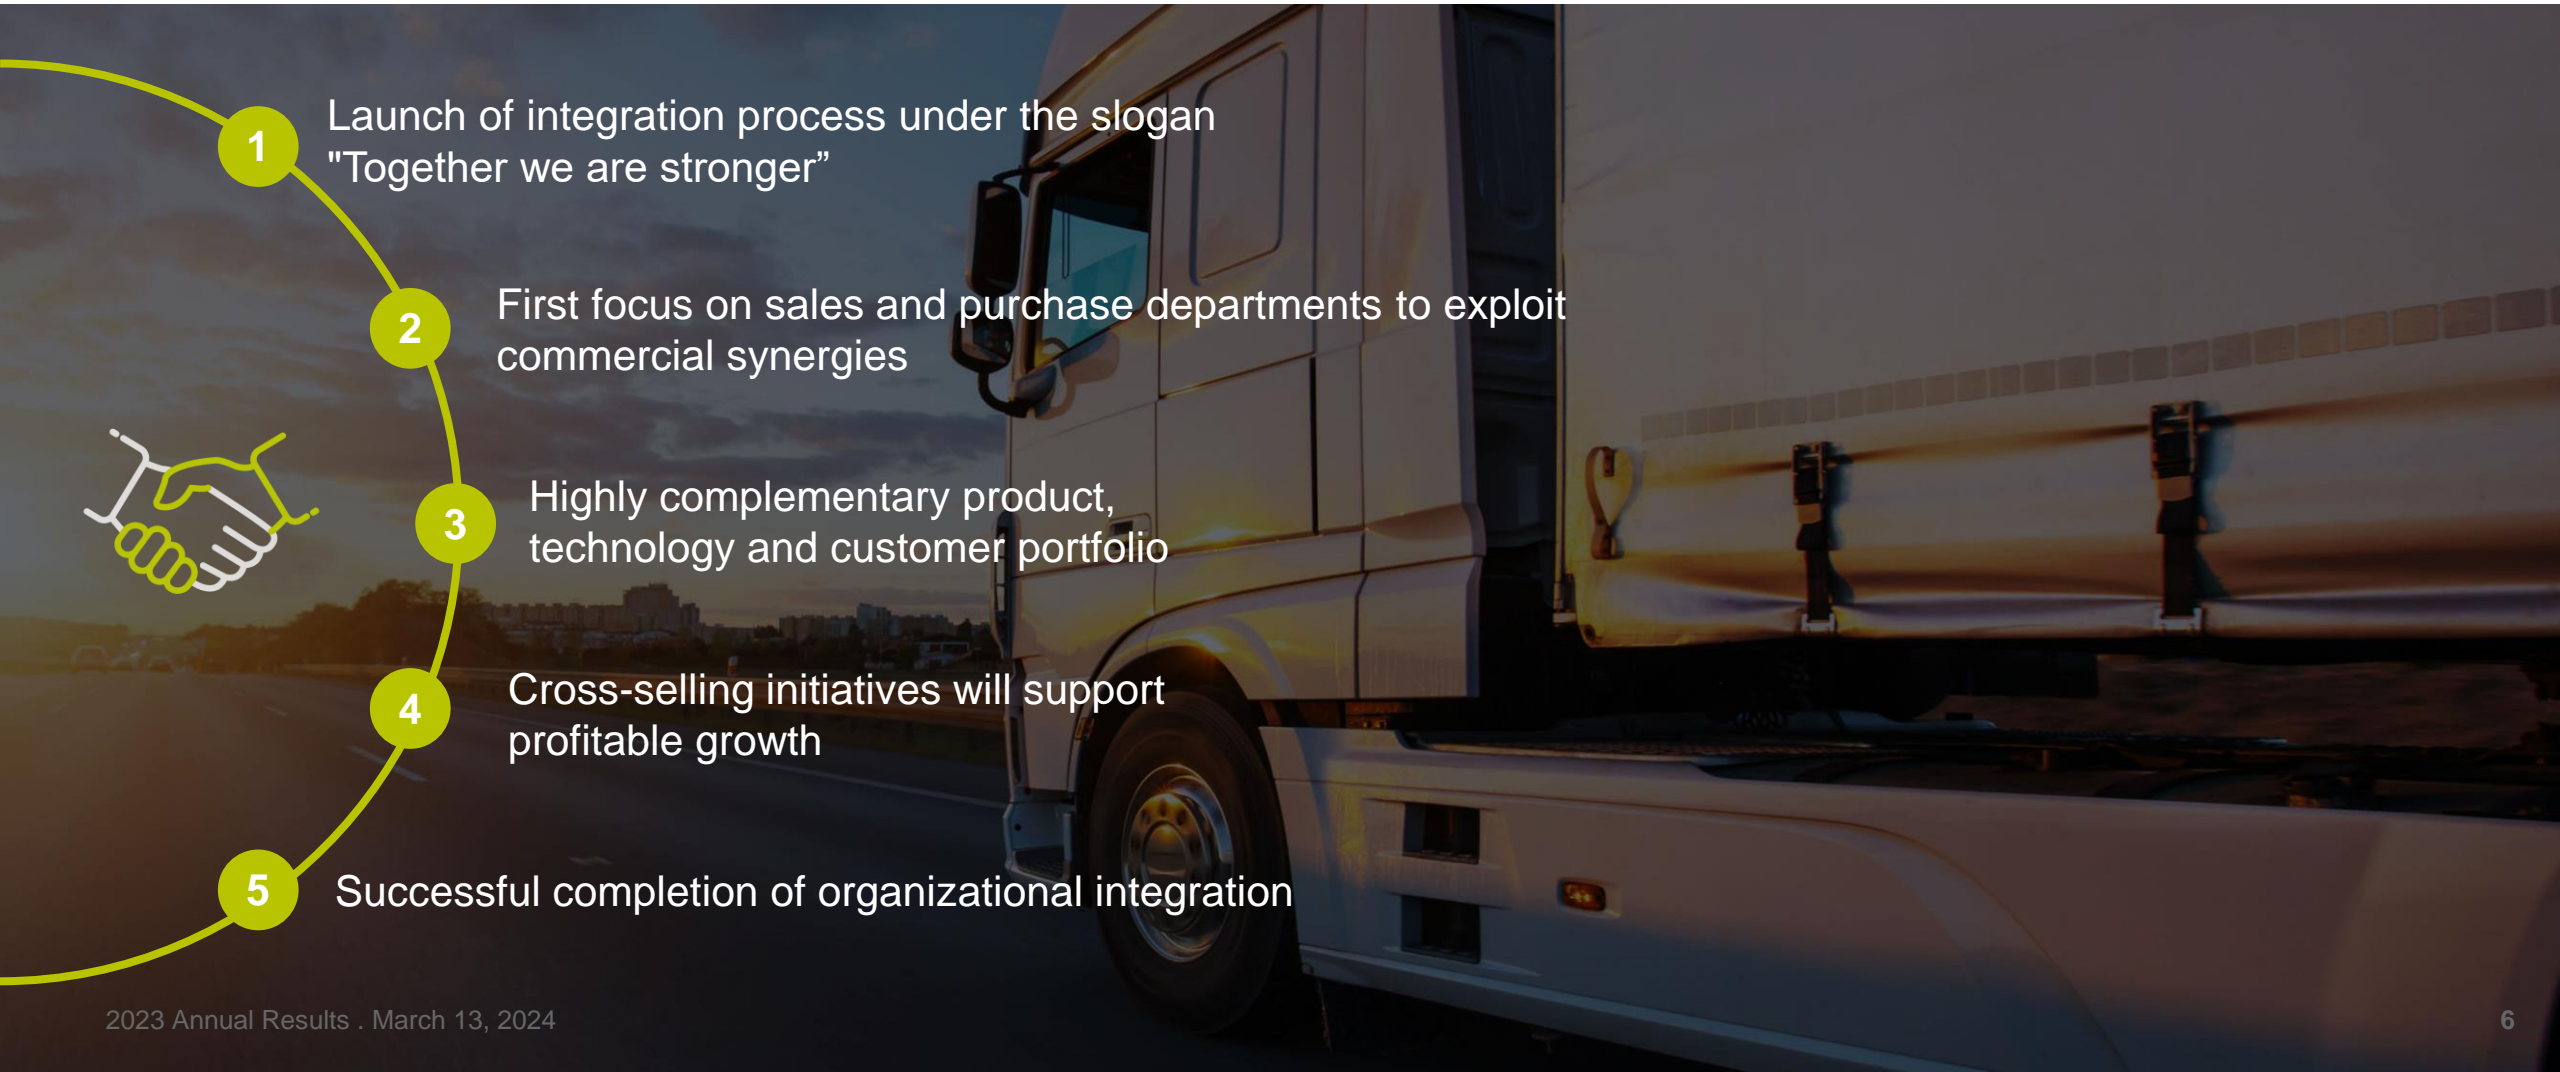 1
Launch of integration process under the slogan
"Together we are stronger”
2
First focus on sales and purchase departments to exploit
commercial synergies
3
Highly complementary product,
technology and customer portfolio
4
Cross-selling initiatives will support
profitable growth
5
Successful completion of organizational integration
2023 Annual Results . March 13, 2024
6